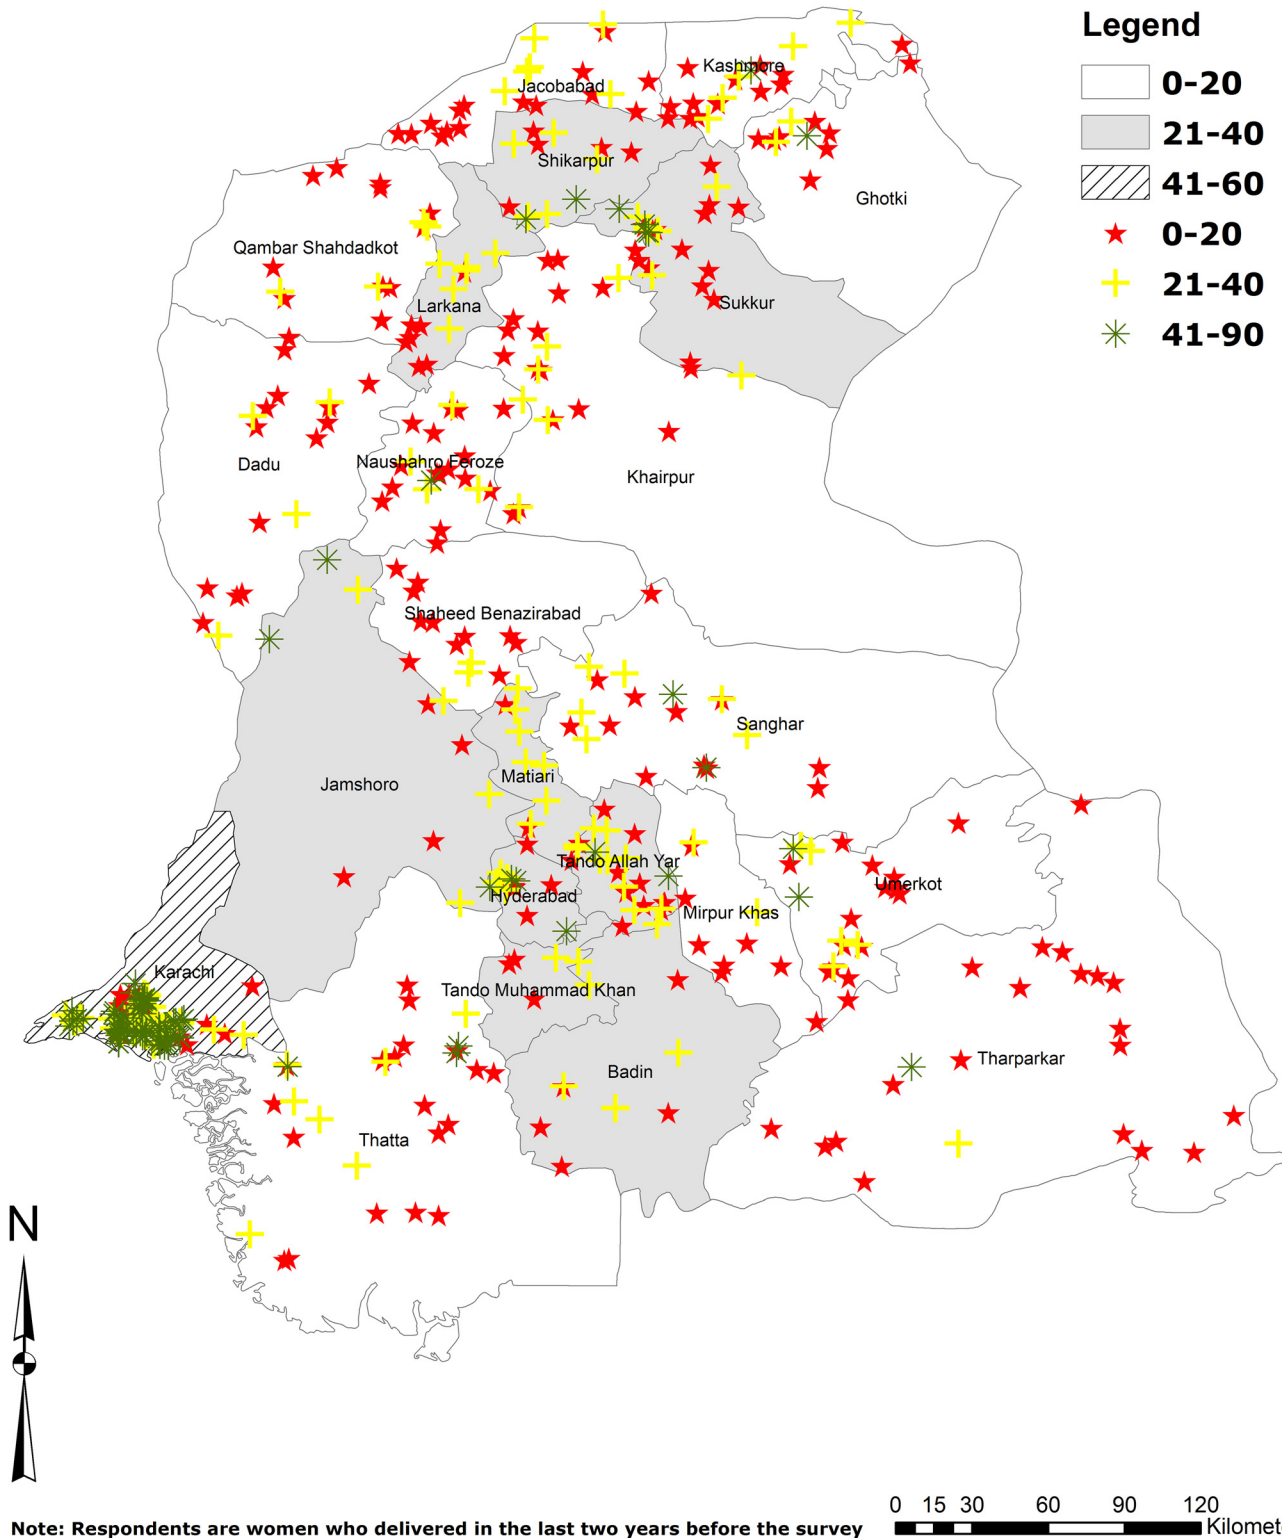 Legend
0-20
21-40
41-60
0-20
21-40
41-90
Kashmore
Jacobabad
Shikarpur
Ghotki
Qambar Shahdadkot
Larkana
Sukkur
Dadu
Naushahro Feroze
Khairpur
Shaheed Benazirabad
Sanghar
Jamshoro
Matiari
Tando Allah Yar
Hyderabad
Umerkot
Mirpur Khas
Karachi
Tando Muhammad Khan
Badin
Tharparkar
Thatta
N
0 15 30 60 90 120
Kilomet
Note: Respondents are women who delivered in the last two years before the survey